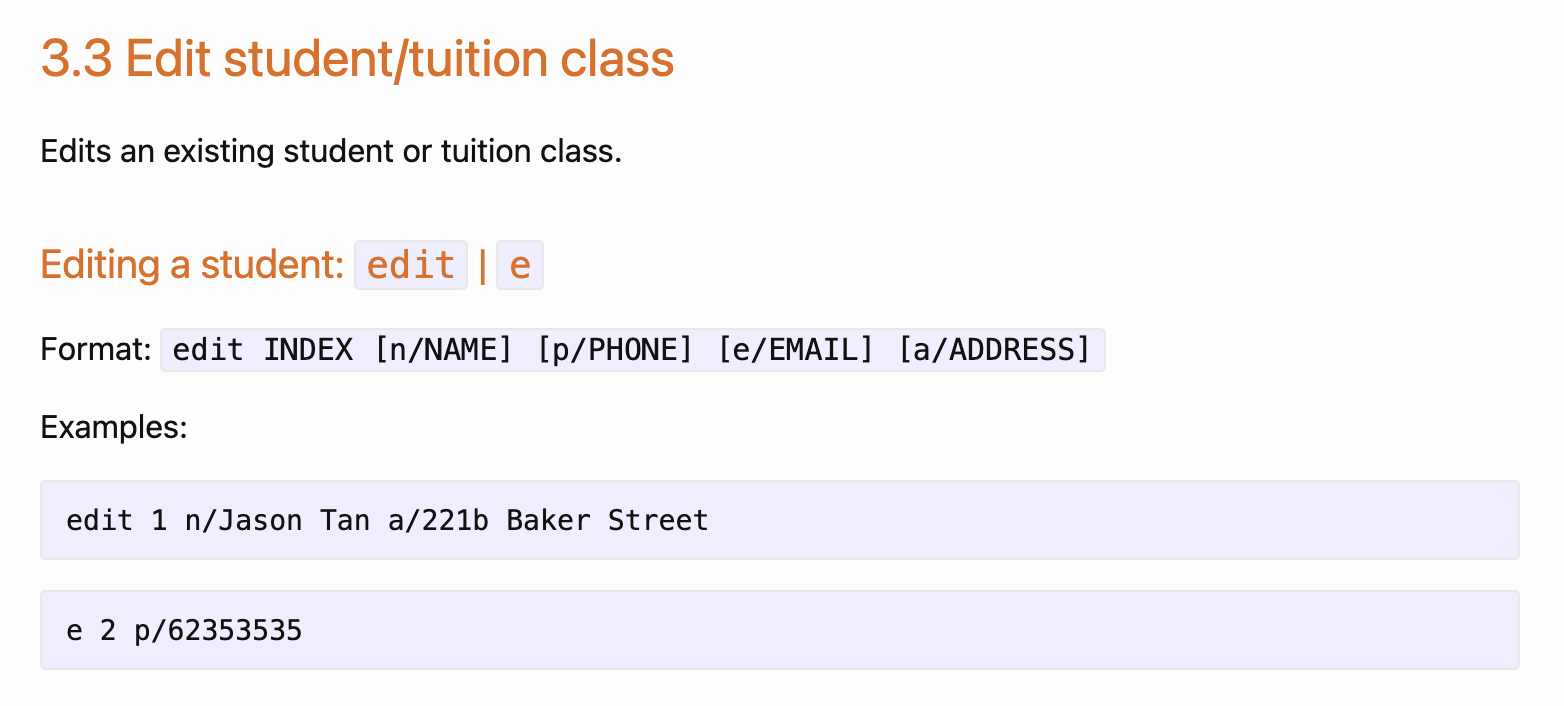 3.3 Edit student/tuition class
Edits an existing student or tuition class.
Editing a student: edit | e
Format: edit INDEX [n/NAME] [p/PHONE] [e/EMAIL] [a/ADDRESS]
Examples:
edit 1 n/Jason Tan a/221b Baker Street
e 2 p/62353535